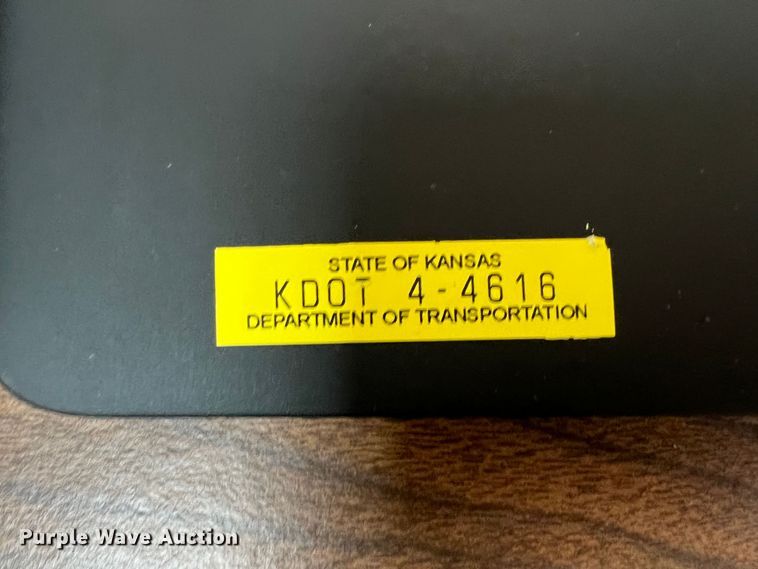 STATE OF KANSAS
KDOT 4-4616
DEPARTMENT OF TRANSPORTATION
Purple Wave Auction